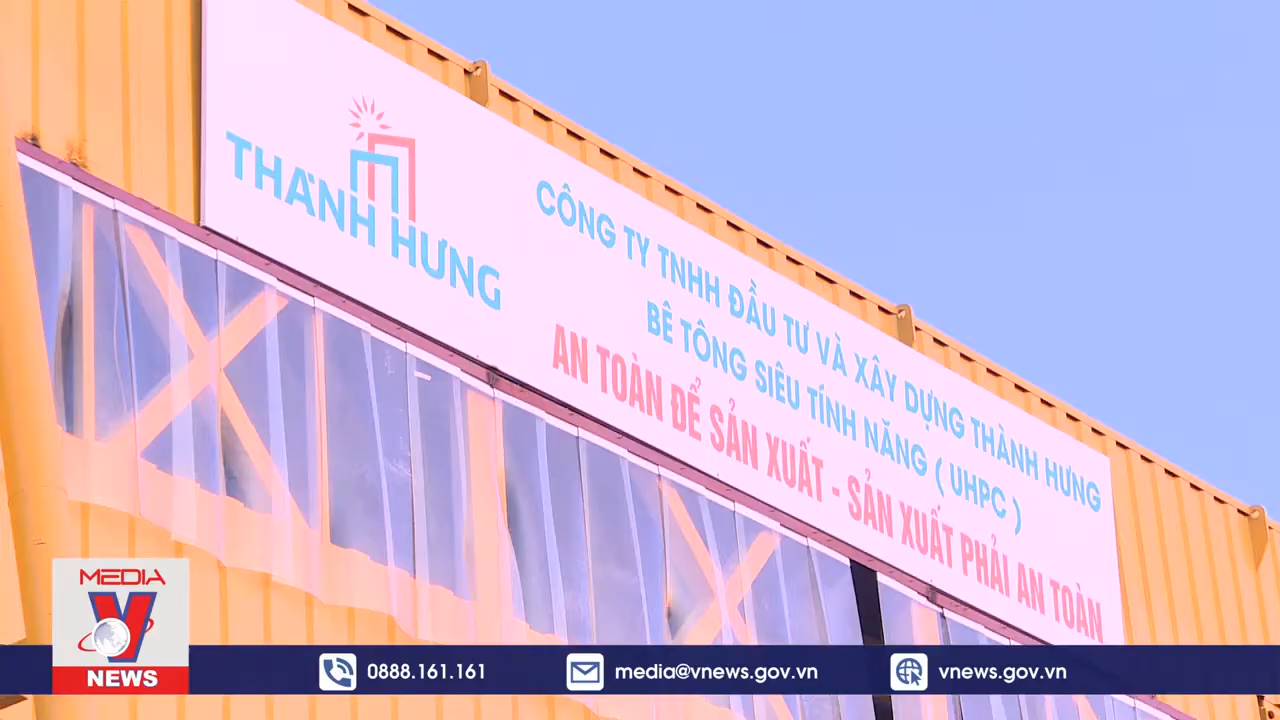 THÀNH HƯNG
CÔNG TY TNHH ĐẦU TƯ VÀ XÂY DỰNG THÀNH HƯNG
BÊ TÔNG SIÊU TÍNH NĂNG ( UHPC )
AN TOÀN ĐỂ SẢN XUẤT - SẢN XUẤT PHẢI AN TOÀN
MEDIA
V
NEWS
0888.161.161
media@vnews.gov.vn
vnews.gov.vn